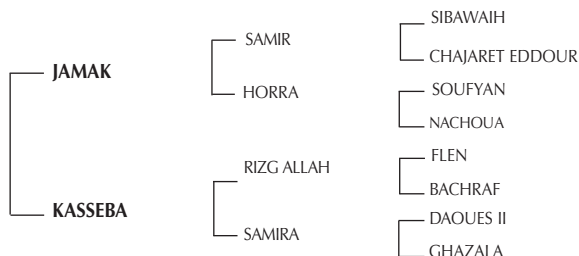 JAMAK
KASSEBA
SAMIR
HORRA
RIZG ALLAH
SAMIRA
SIBAWAIH
CHAJARET EDDOUR
SOUFYAN
NACHOUA
FLEN
BACHRAF
DAOUES II
GHAZALA